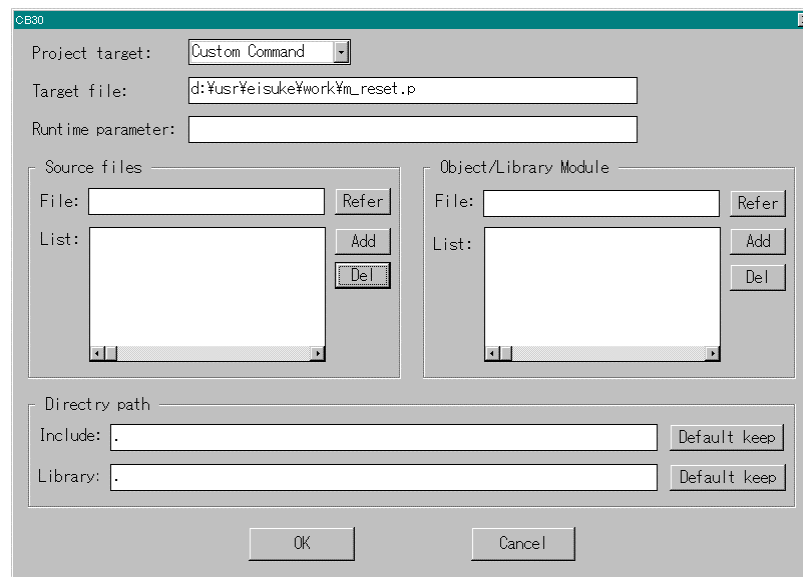 CB30
Project target: Custom Command
Target file: d:¥usr¥eisuke¥work¥m_reset.p
Runtime parameter:
Source files
File: Refer
List: Add
Del
Object/Library Module
File: Refer
List: Add
Del
Directry path
Include: . Default keep
Library: . Default keep
OK Cancel